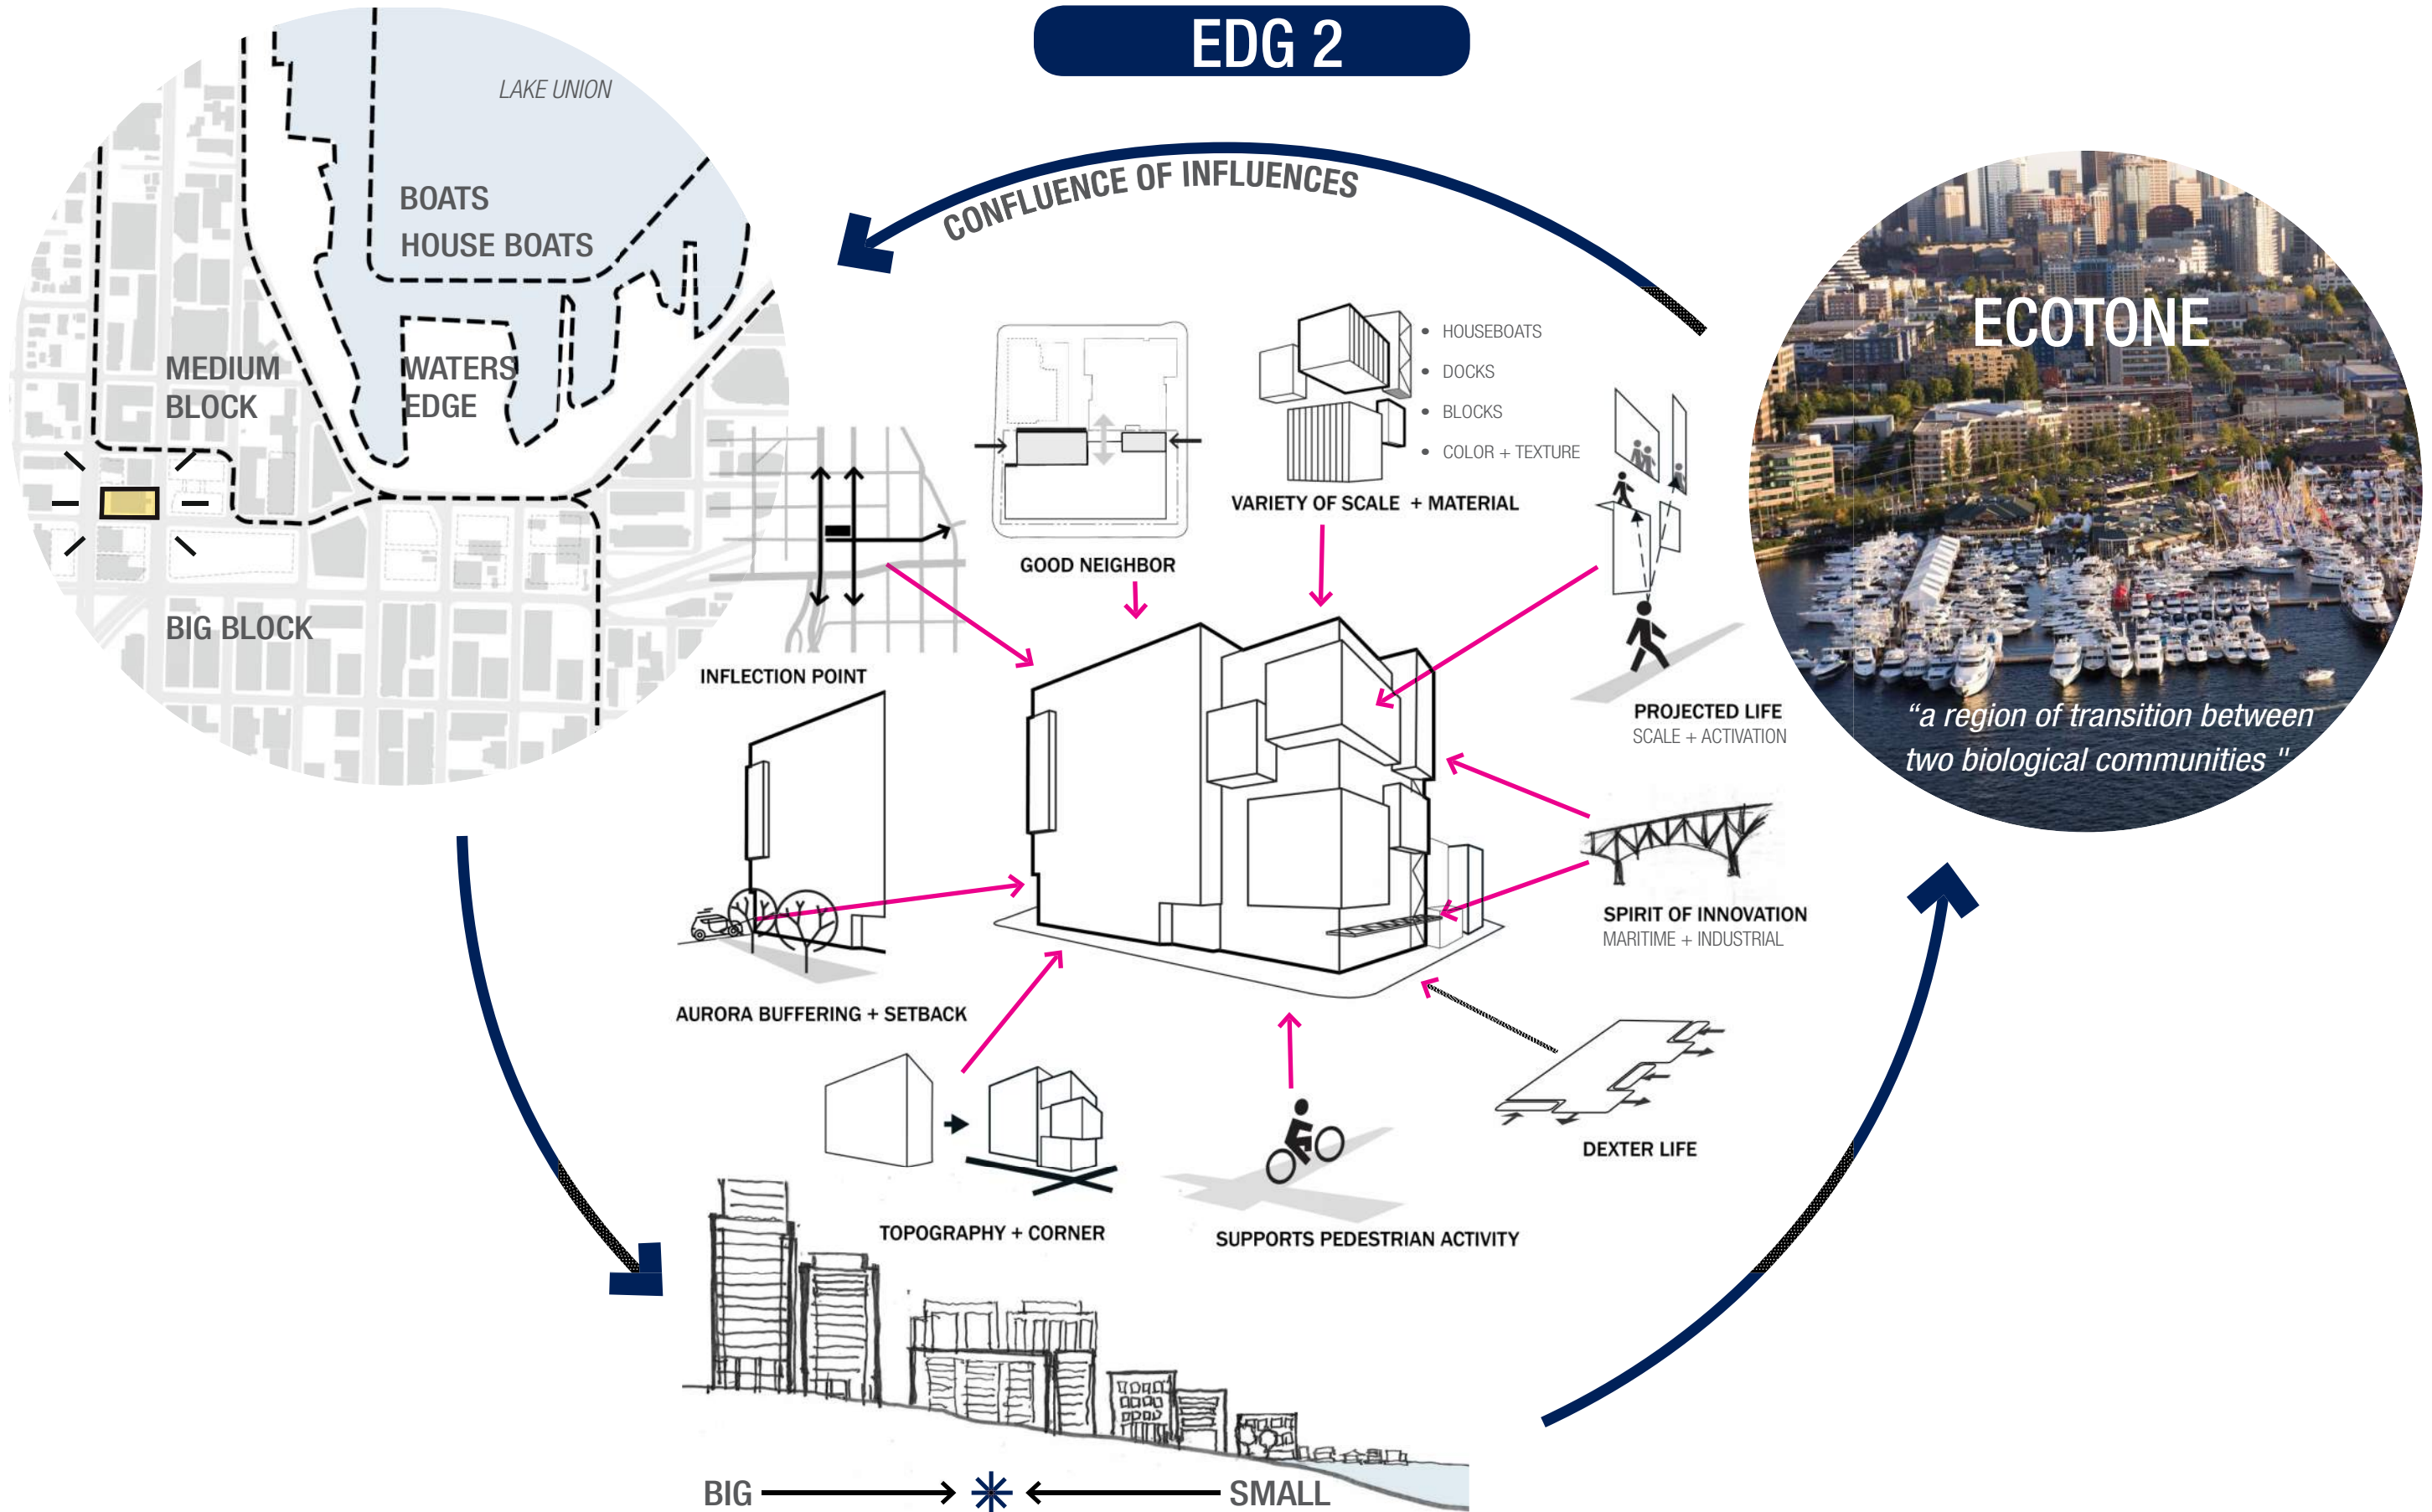 EDG 2
LAKE UNION
BOATS
HOUSE BOATS
MEDIUM
BLOCK
WATERS
EDGE
BIG BLOCK
CONFLUENCE OF INFLUENCES
ECOTONE
“a region of transition between
two biological communities "
INFLECTION POINT
GOOD NEIGHBOR
• HOUSEBOATS
• DOCKS
• BLOCKS
• COLOR + TEXTURE
VARIETY OF SCALE + MATERIAL
PROJECTED LIFE
SCALE + ACTIVATION
SPIRIT OF INNOVATION
MARITIME + INDUSTRIAL
AURORA BUFFERING + SETBACK
DEXTER LIFE
TOPOGRAPHY + CORNER
SUPPORTS PEDESTRIAN ACTIVITY
BIG
SMALL